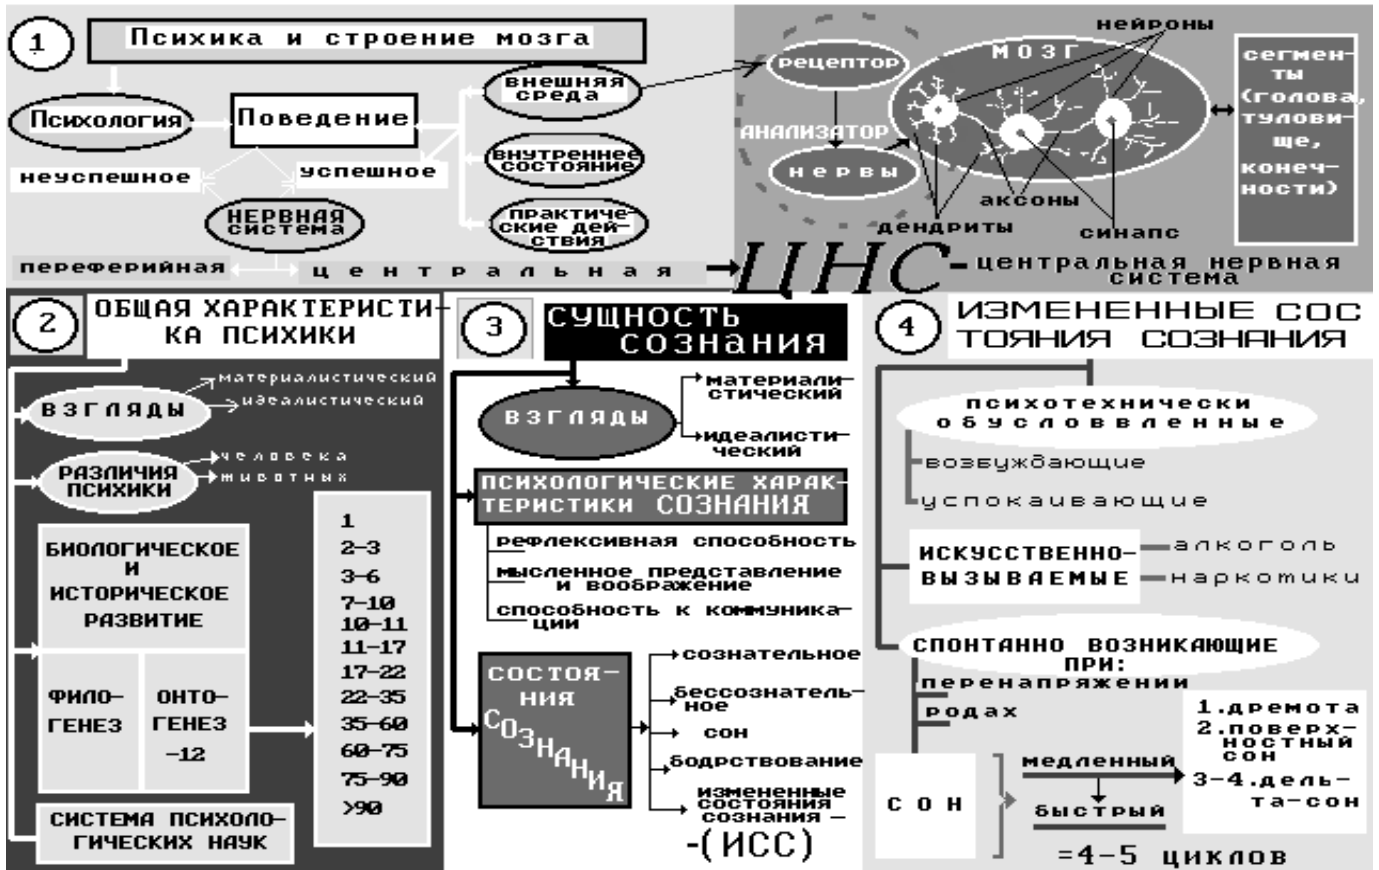 1
Психика и строение мозга
Психология
Поведение
неуспешное
успешное
внешняя
среда
внутреннее
состояние
практиче-
ские дей-
ствия
НЕРВНАЯ
система
переферийная
центральная
рецептор
АНАЛИЗАТОР
нервы
МОЗГ
нейроны
аксоны
дендриты
синапс
сегмен-
ты
(голова,
тулови-
ще,
конеч-
ности)
ЦНС - центральная нервная
система
2
ОБЩАЯ ХАРАКТЕРИСТИ-
КА ПСИХИКИ
ВЗГЛЯДЫ
материалистический
идеалистический
РАЗЛИЧИЯ
ПСИХИКИ
человека
животных
БИОЛОГИЧЕСКОЕ
И
ИСТОРИЧЕСКОЕ
РАЗВИТИЕ
ФИЛО-
ГЕНЕЗ
ОНТО-
ГЕНЕЗ
-12
1
2-3
3-6
7-10
10-11
11-17
17-22
22-35
35-60
60-75
75-90
>90
СИСТЕМА ПСИХОЛО-
ГИЧЕСКИХ НАУК
3
СУЩНОСТЬ
СОЗНАНИЯ
ВЗГЛЯДЫ
материали-
стический
идеалисти-
ческий
ПСИХОЛОГИЧЕСКИЕ ХАРАК-
ТЕРИСТИКИ СОЗНАНИЯ
рефлексивная способность
мысленное представление
и воображение
способность к коммуника-
ции
СОСТОЯ-
НИЯ
СОЗНАНИЯ
сознательное
бессознатель-
ное
сон
бодрствование
измененные
состояния
сознания -
-(ИСС)
4
ИЗМЕНЕННЫЕ СОС
ТОЯНИЯ СОЗНАНИЯ
психотехнически
обусловвленные
возбуждающие
успокаивающие
ИСКУССТВЕННО-
ВЫЗЫВАЕМЫЕ
алкоголь
наркотики
СПОНТАННО ВОЗНИКАЮЩИЕ
ПРИ:
перенапряжении
родах
СОН
медленный
быстрый
1.дремота
2.поверх-
ностный
сон
3-4.дель-
та-сон
=4-5 циклов